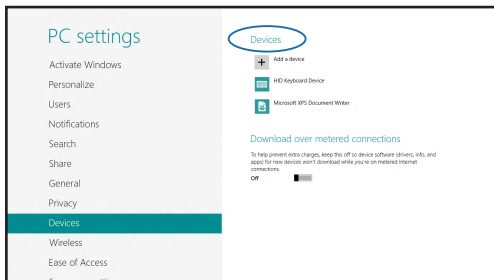 PC settings
Activate Windows
Personalize
Users
Notifications
Search
Share
General
Privacy
Devices
Wireless
Ease of Access
Devices
Add a device
HID Keyboard Device
Microsoft XPS Document Writer
Download over metered connections
To help prevent extra charges, keep this off so device software (drivers, info, and
apps) for new devices won't download while you're on metered Internet
connections.
Off